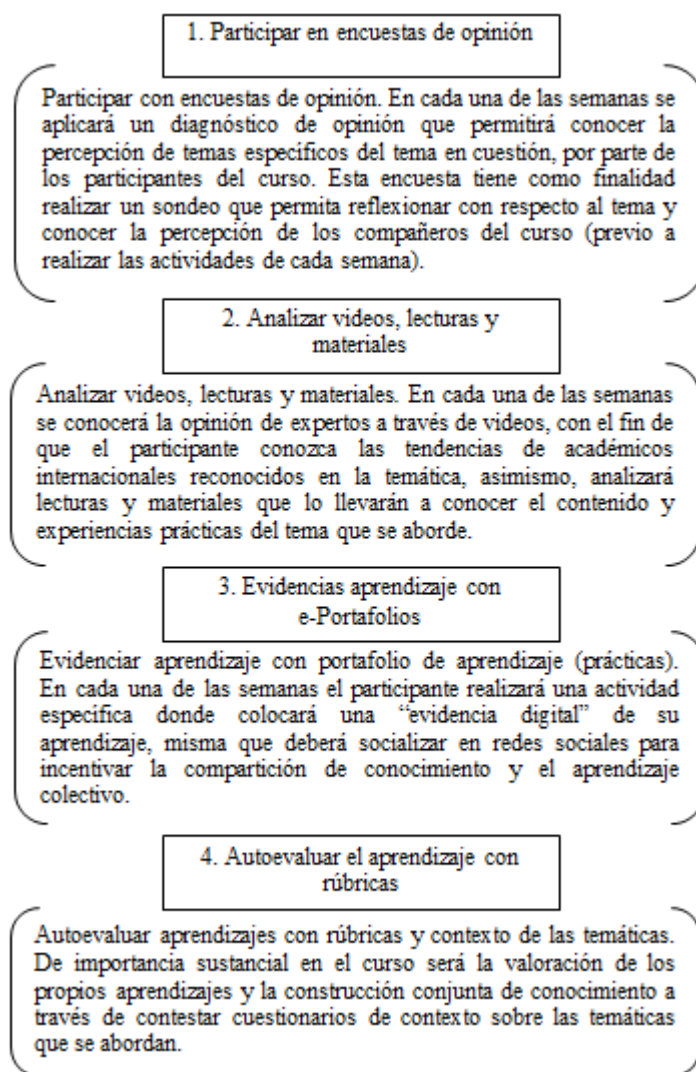 1. Participar en encuestas de opinión
Participar con encuestas de opinión. En cada una de las semanas se
aplicará un diagnóstico de opinión que permitirá conocer la
percepción de temas específicos del tema en cuestión, por parte de
los participantes del curso. Esta encuesta tiene como finalidad
realizar un sondeo que permita reflexionar con respecto al tema y
conocer la percepción de los compañeros del curso (previo a
realizar las actividades de cada semana).
2. Analizar videos, lecturas y
materiales
Analizar videos, lecturas y materiales. En cada una de las semanas
se conocerá la opinión de expertos a través de videos, con el fin de
que el participante conozca las tendencias de académicos
internacionales reconocidos en la temática, asimismo, analizará
lecturas y materiales que lo llevarán a conocer el contenido y
experiencias prácticas del tema que se aborde.
3. Evidencias aprendizaje con
e-Portafolios
Evidenciar aprendizaje con portafolio de aprendizaje (prácticas).
En cada una de las semanas el participante realizará una actividad
específica donde colocará una “evidencia digital” de su
aprendizaje, misma que deberá socializar en redes sociales para
incentivar la compartición de conocimiento y el aprendizaje
colectivo.
4. Autoevaluar el aprendizaje con
rúbricas
Autoevaluar aprendizajes con rúbricas y contexto de las temáticas.
De importancia sustancial en el curso será la valoración de los
propios aprendizajes y la construcción conjunta de conocimiento a
través de contestar cuestionarios de contexto sobre las temáticas
que se abordan.